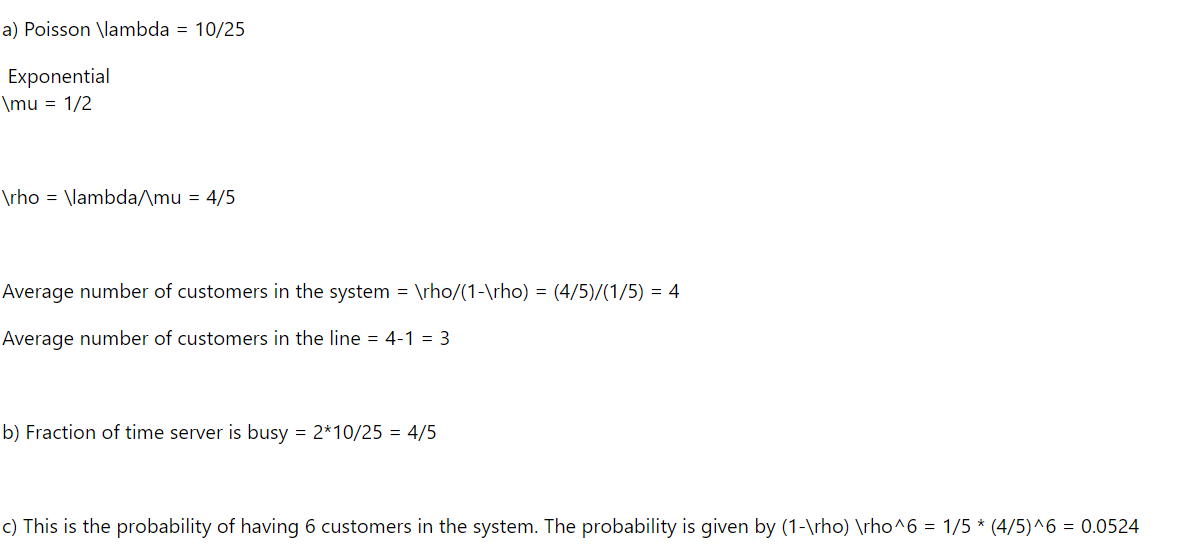 a) Poisson \lambda = 10/25
Exponential
\mu = 1/2
\rho = \lambda/\mu = 4/5
Average number of customers in the system = \rho/(1-\rho) = (4/5)/(1/5) = 4
Average number of customers in the line = 4-1 = 3
b) Fraction of time server is busy = 2*10/25 = 4/5
c) This is the probability of having 6 customers in the system. The probability is given by (1-\rho) \rho^6 = 1/5 * (4/5)^6 = 0.0524